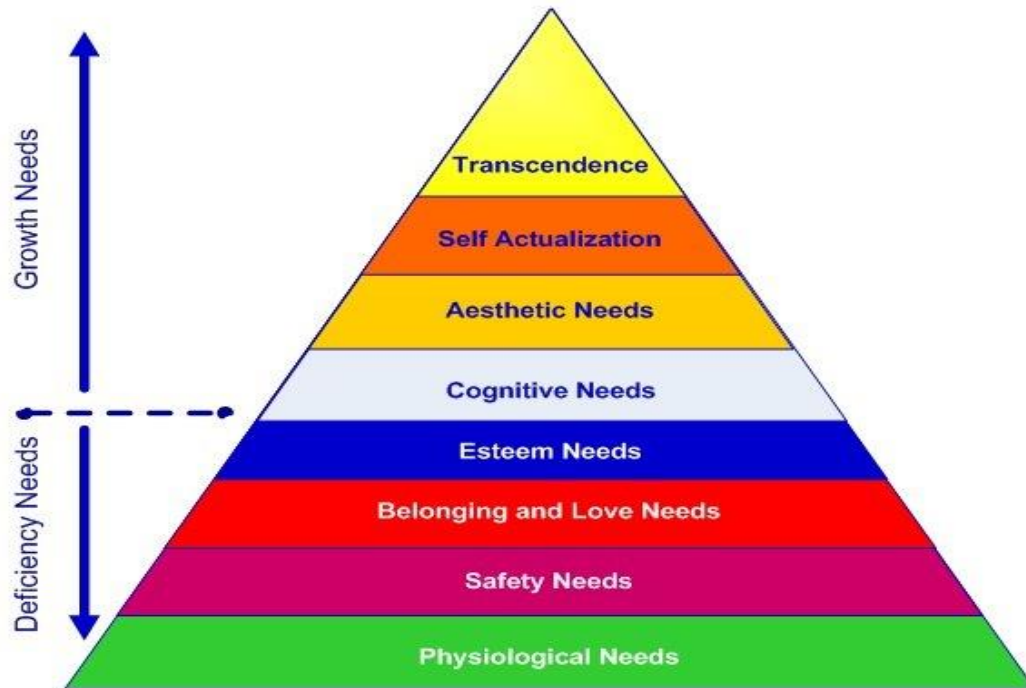 Growth Needs
Deficiency Needs
Transcendence
Self Actualization
Aesthetic Needs
Cognitive Needs
Esteem Needs
Belonging and Love Needs
Safety Needs
Physiological Needs